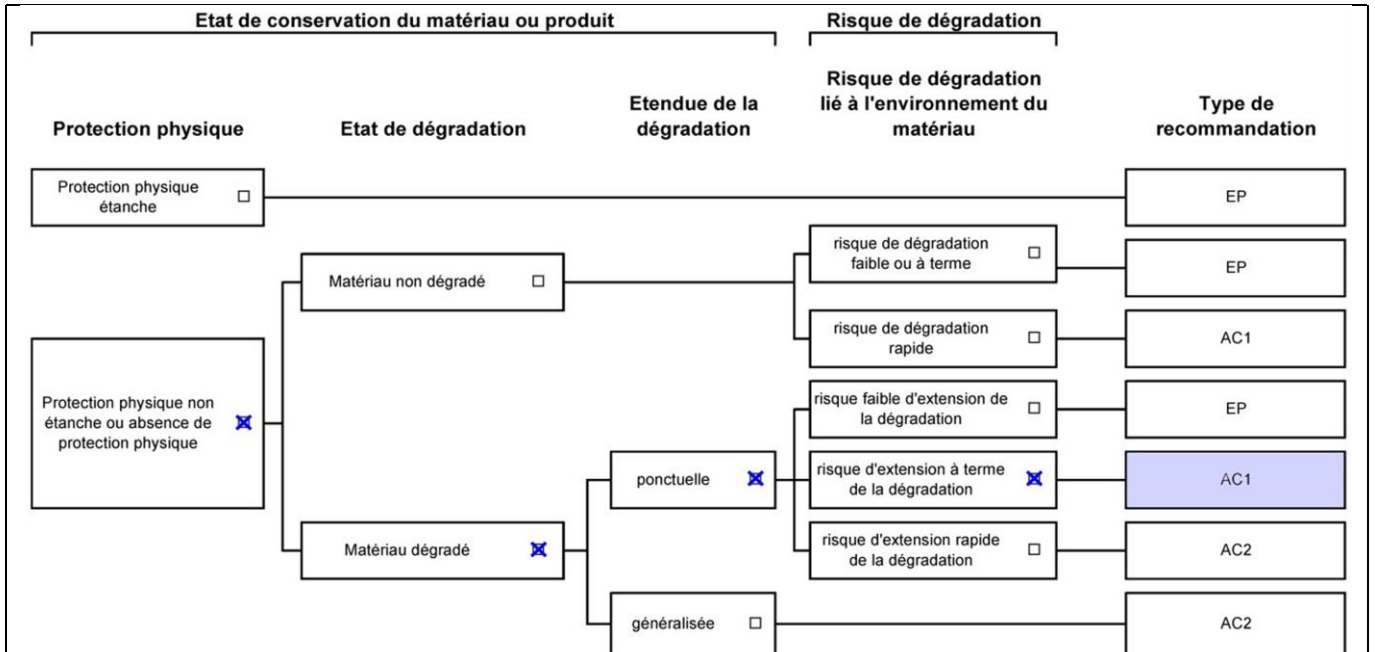 Etat de conservation du matériau ou produit
Risque de dégradation
Protection physique
Etat de dégradation
Etendue de la
dégradation
Risque de dégradation
lié à l'environnement du
matériau
Type de
recommandation
Protection physique
étanche
EP
Matériau non dégradé
risque de dégradation
faible ou à terme
EP
risque de dégradation
rapide
AC1
Protection physique non
étanche ou absence de
protection physique
risque faible d'extension de
la dégradation
EP
ponctuelle
risque d'extension à terme
de la dégradation
AC1
Matériau dégradé
risque d'extension rapide
de la dégradation
AC2
généralisée
AC2